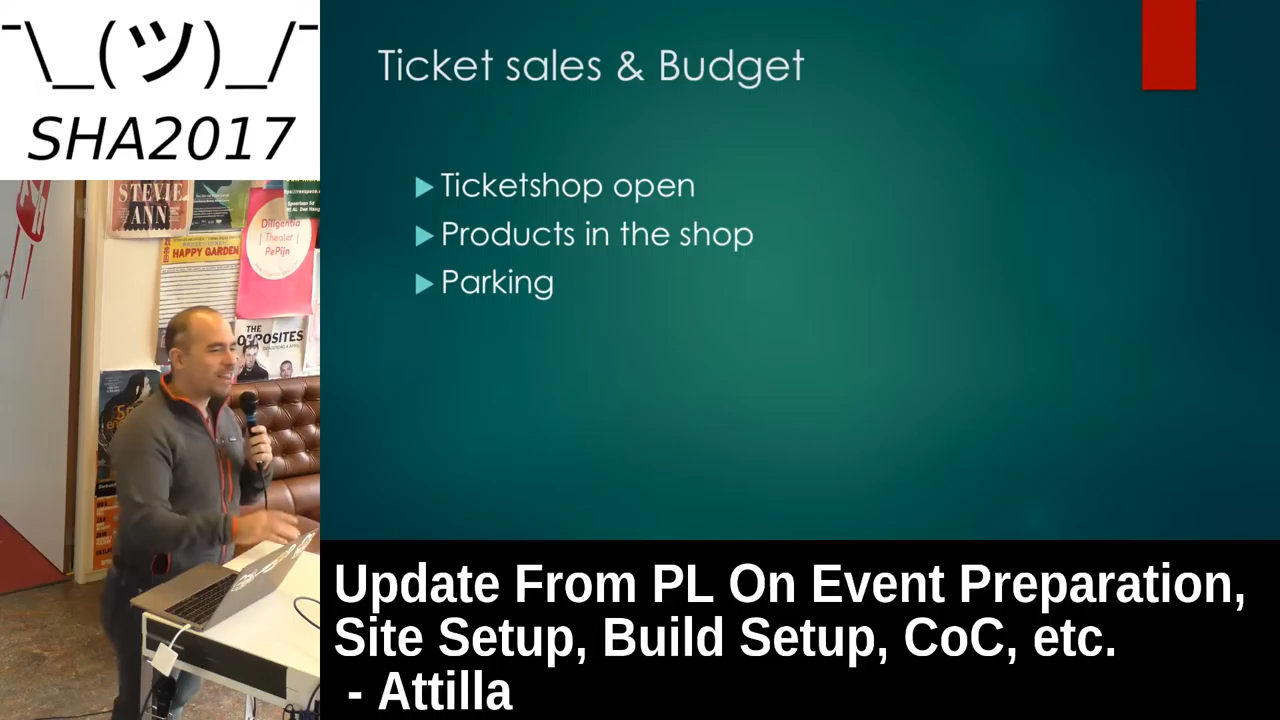 ¯\_(ツ)_/¯
SHA2017
Ticket sales & Budget
Ticketshop open
Products in the shop
Parking
STEVIE
ANN
Diligentia
Theater
PePijn
HAPPY GARDEN
THE
OPPOSITES
Update From PL On Event Preparation,
Site Setup, Build Setup, CoC, etc.
- Attilla